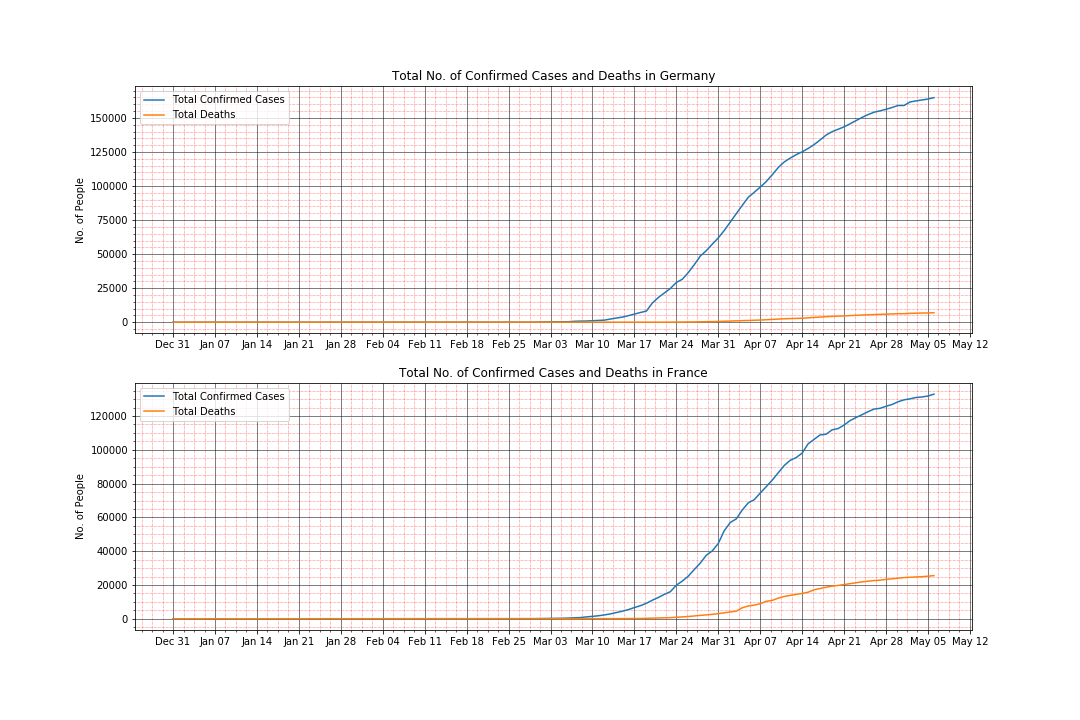 Total No. of Confirmed Cases and Deaths in Germany
Total Confirmed Cases
Total Deaths
No. of People
150000
125000
100000
75000
50000
25000
0
Dec 31 Jan 07 Jan 14 Jan 21 Jan 28 Feb 04 Feb 11 Feb 18 Feb 25 Mar 03 Mar 10 Mar 17 Mar 24 Mar 31 Apr 07 Apr 14 Apr 21 Apr 28 May 05 May 12
Total No. of Confirmed Cases and Deaths in France
Total Confirmed Cases
Total Deaths
No. of People
120000
100000
80000
60000
40000
20000
0
Dec 31 Jan 07 Jan 14 Jan 21 Jan 28 Feb 04 Feb 11 Feb 18 Feb 25 Mar 03 Mar 10 Mar 17 Mar 24 Mar 31 Apr 07 Apr 14 Apr 21 Apr 28 May 05 May 12